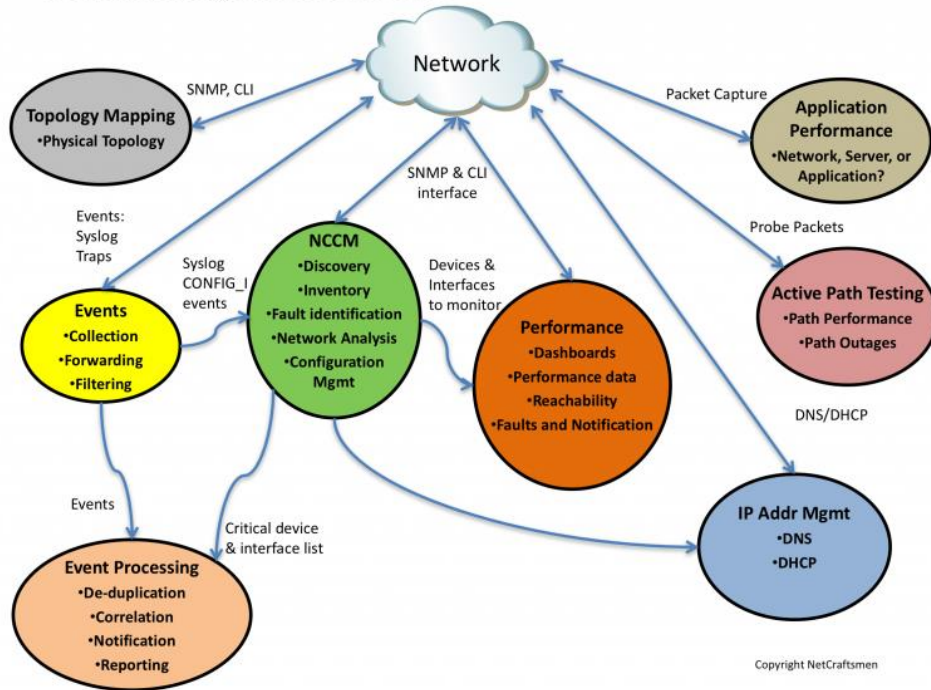 Network
SNMP, CLI
Packet Capture
Topology Mapping
•Physical Topology
Application
Performance
•Network, Server, or
Application?
SNMP & CLI
interface
Events:
Syslog
Traps
Probe Packets
NCCM
•Discovery
•Inventory
•Fault identification
•Network Analysis
•Configuration
Mgmt
Syslog
CONFIG_I
events
Devices &
Interfaces
to monitor
Events
•Collection
•Forwarding
•Filtering
Active Path Testing
•Path Performance
•Path Outages
Performance
•Dashboards
•Performance data
•Reachability
•Faults and Notification
DNS/DHCP
Events
Critical device
& interface list
IP Addr Mgmt
•DNS
•DHCP
Event Processing
•De-duplication
•Correlation
•Notification
•Reporting
Copyright NetCraftsmen